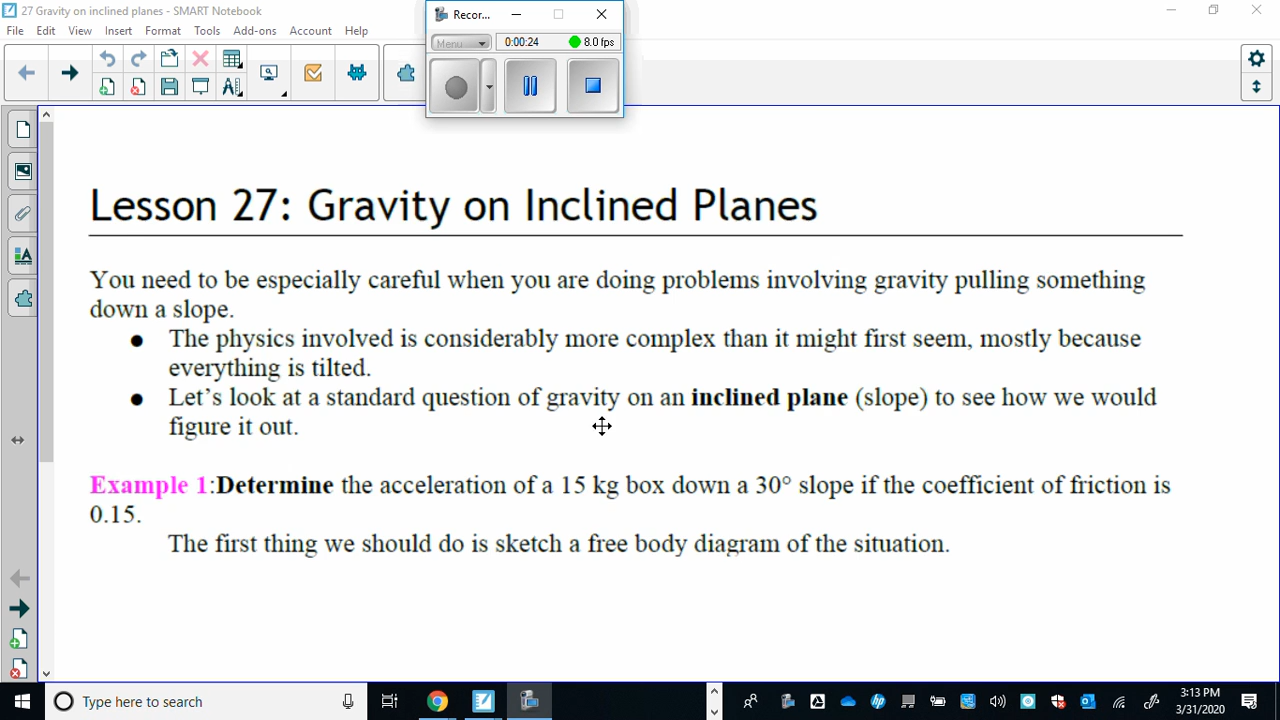 27 Gravity on inclined planes - SMART Notebook
Recor...
File Edit View Insert Format Tools Add-ons Account Help
Menu 0:00:24 8.0 fps
Lesson 27: Gravity on Inclined Planes
You need to be especially careful when you are doing problems involving gravity pulling something
down a slope.
● The physics involved is considerably more complex than it might first seem, mostly because
everything is tilted.
● Let's look at a standard question of gravity on an inclined plane (slope) to see how we would
figure it out.
Example 1:Determine the acceleration of a 15 kg box down a 30° slope if the coefficient of friction is
0.15.
The first thing we should do is sketch a free body diagram of the situation.
Type here to search
3:13 PM
3/31/2020